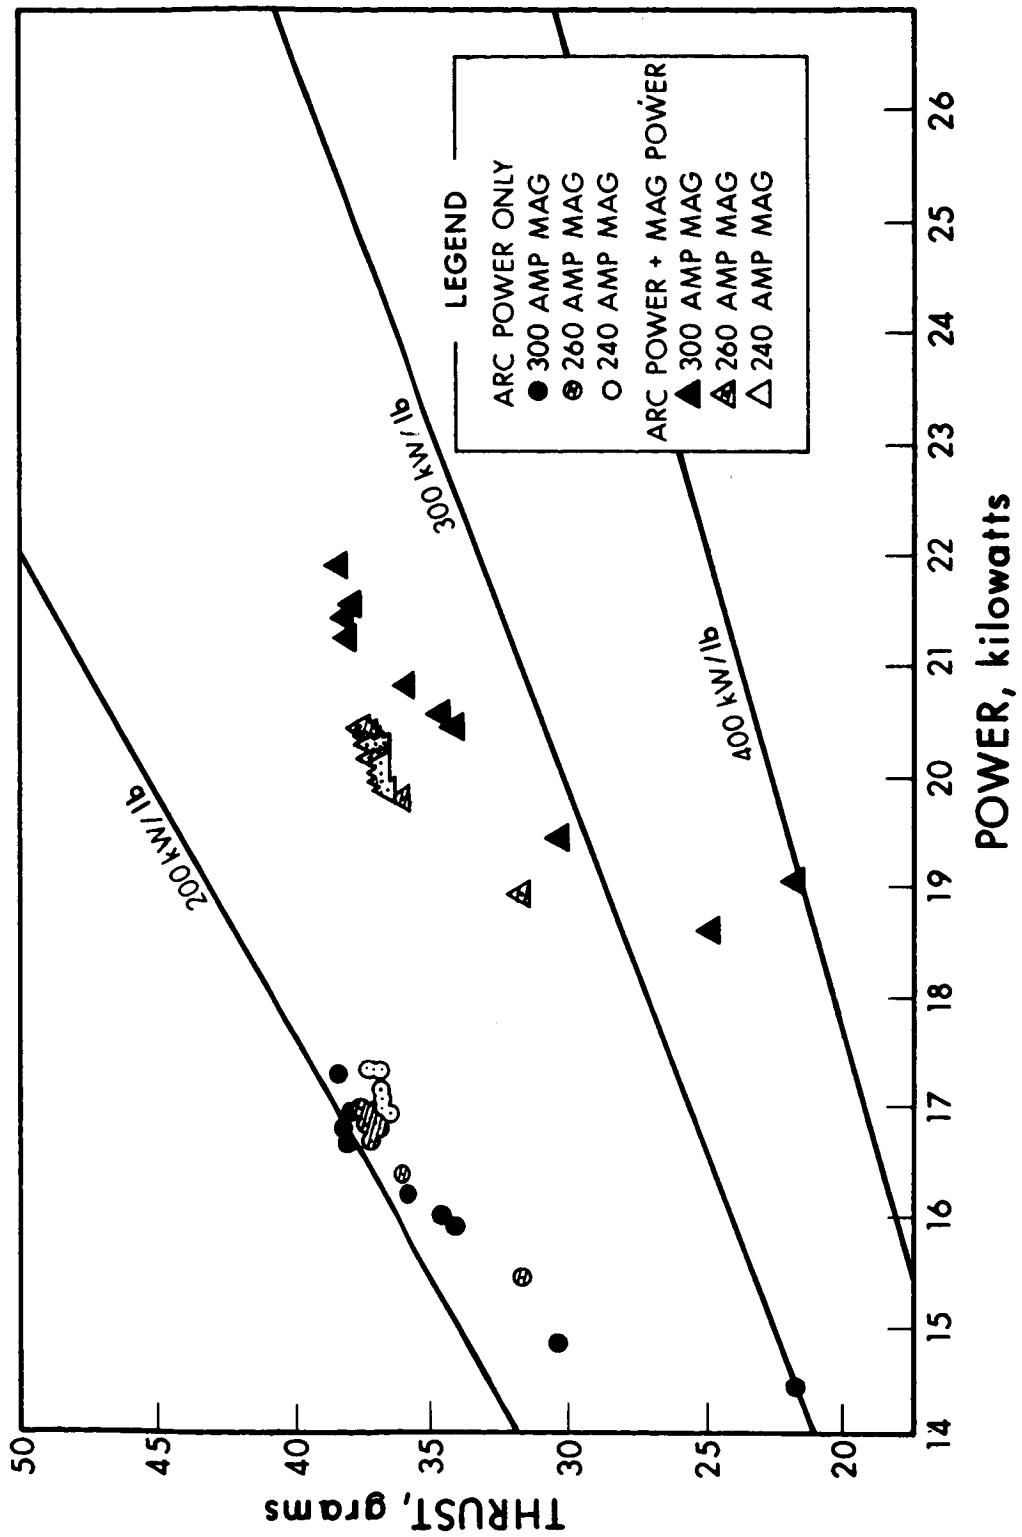 THRUST, grams
50
45
40
35
30
25
20
200 kW/lb
300 kW/lb
400 kW/lb
LEGEND
ARC POWER ONLY
300 AMP MAG
260 AMP MAG
240 AMP MAG
ARC POWER + MAG POWER
300 AMP MAG
260 AMP MAG
240 AMP MAG
14 15 16 17 18 19 20 21 22 23 24 25 26
POWER, kilowatts